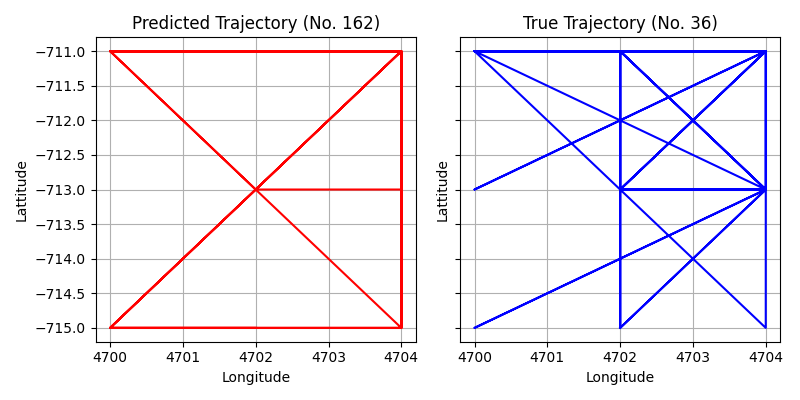 Predicted Trajectory (No. 162)
True Trajectory (No. 36)
Lattitude
−711.0
−711.5
−712.0
−712.5
−713.0
−713.5
−714.0
−714.5
−715.0
4700 4701 4702 4703 4704
Longitude
Lattitude
4700 4701 4702 4703 4704
Longitude